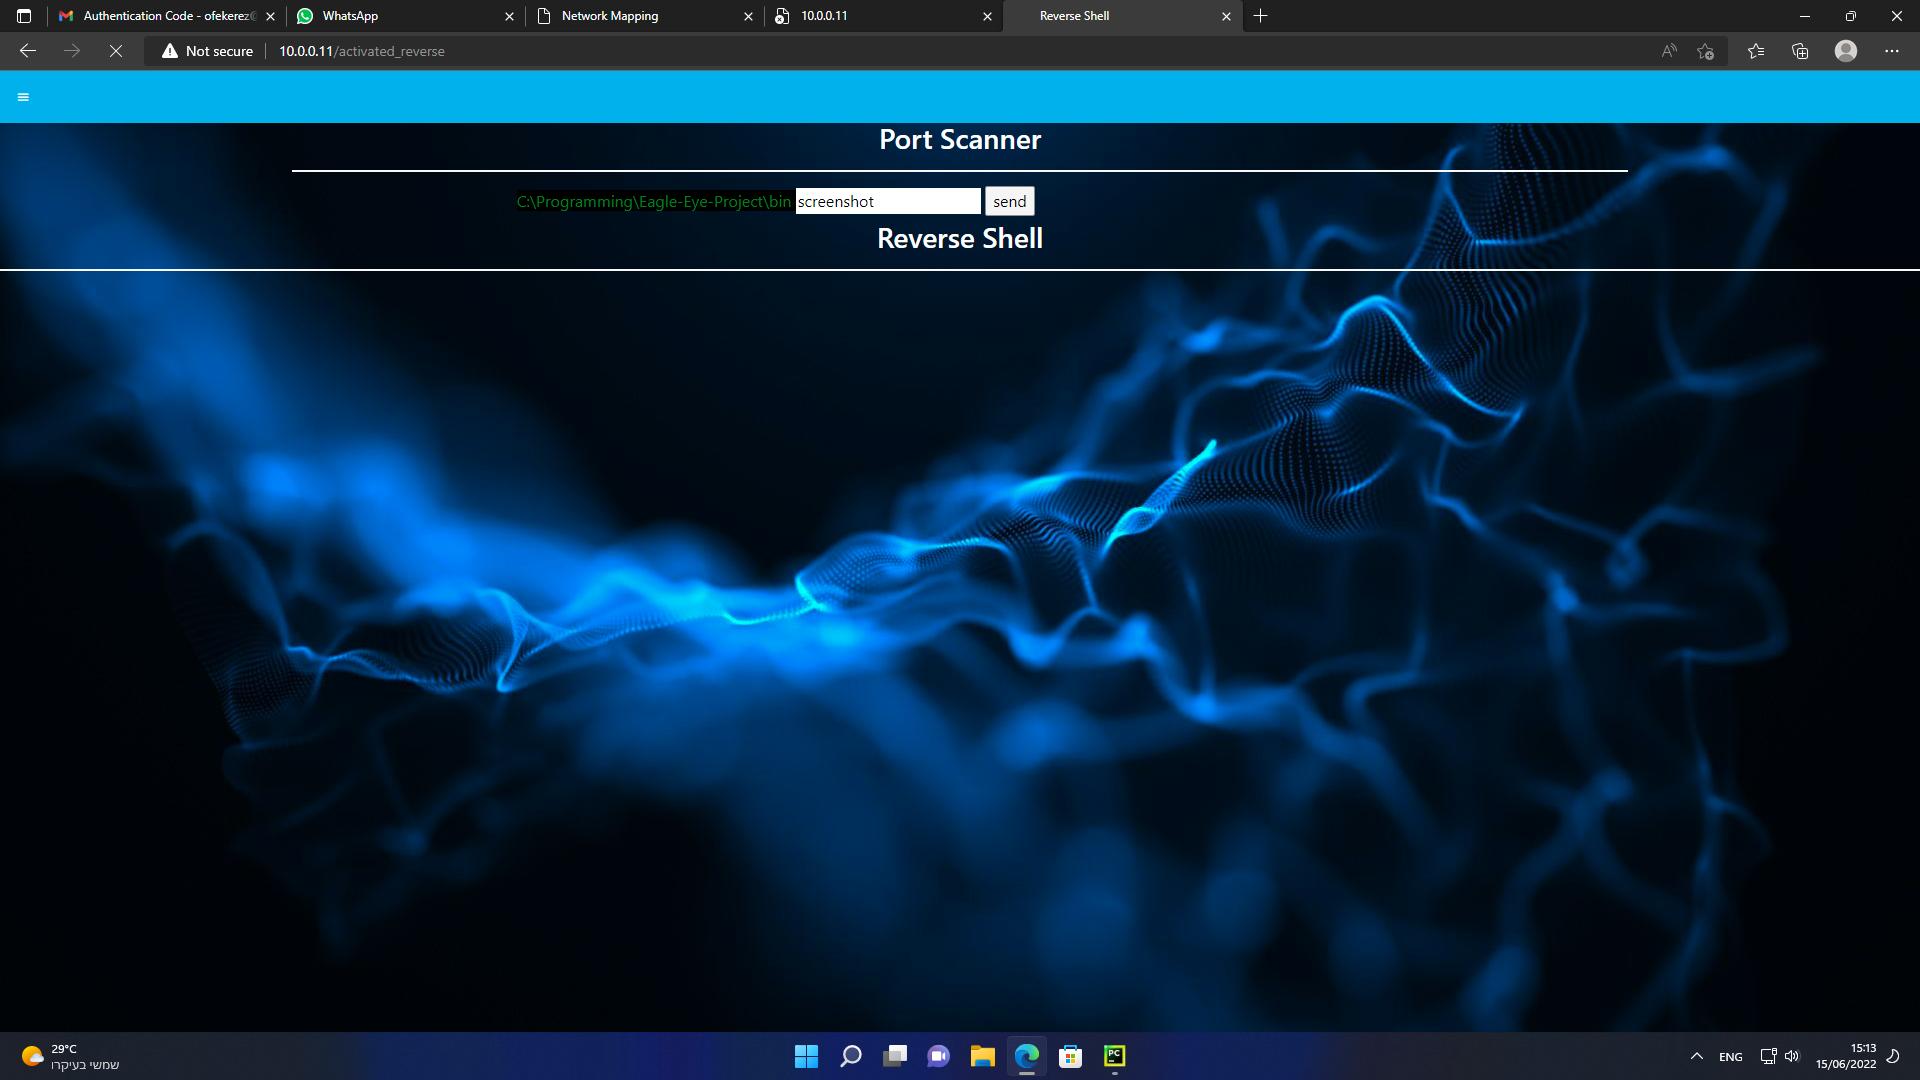 Authentication Code - ofekerez@
WhatsApp
Network Mapping
10.0.0.11
Reverse Shell
Not secure
10.0.0.11/activated_reverse
Port Scanner
C:\Programming\Eagle-Eye-Project\bin screenshot send
Reverse Shell
29°C
שמשי בעיקרו
PC
ENG
15:13
15/06/2022